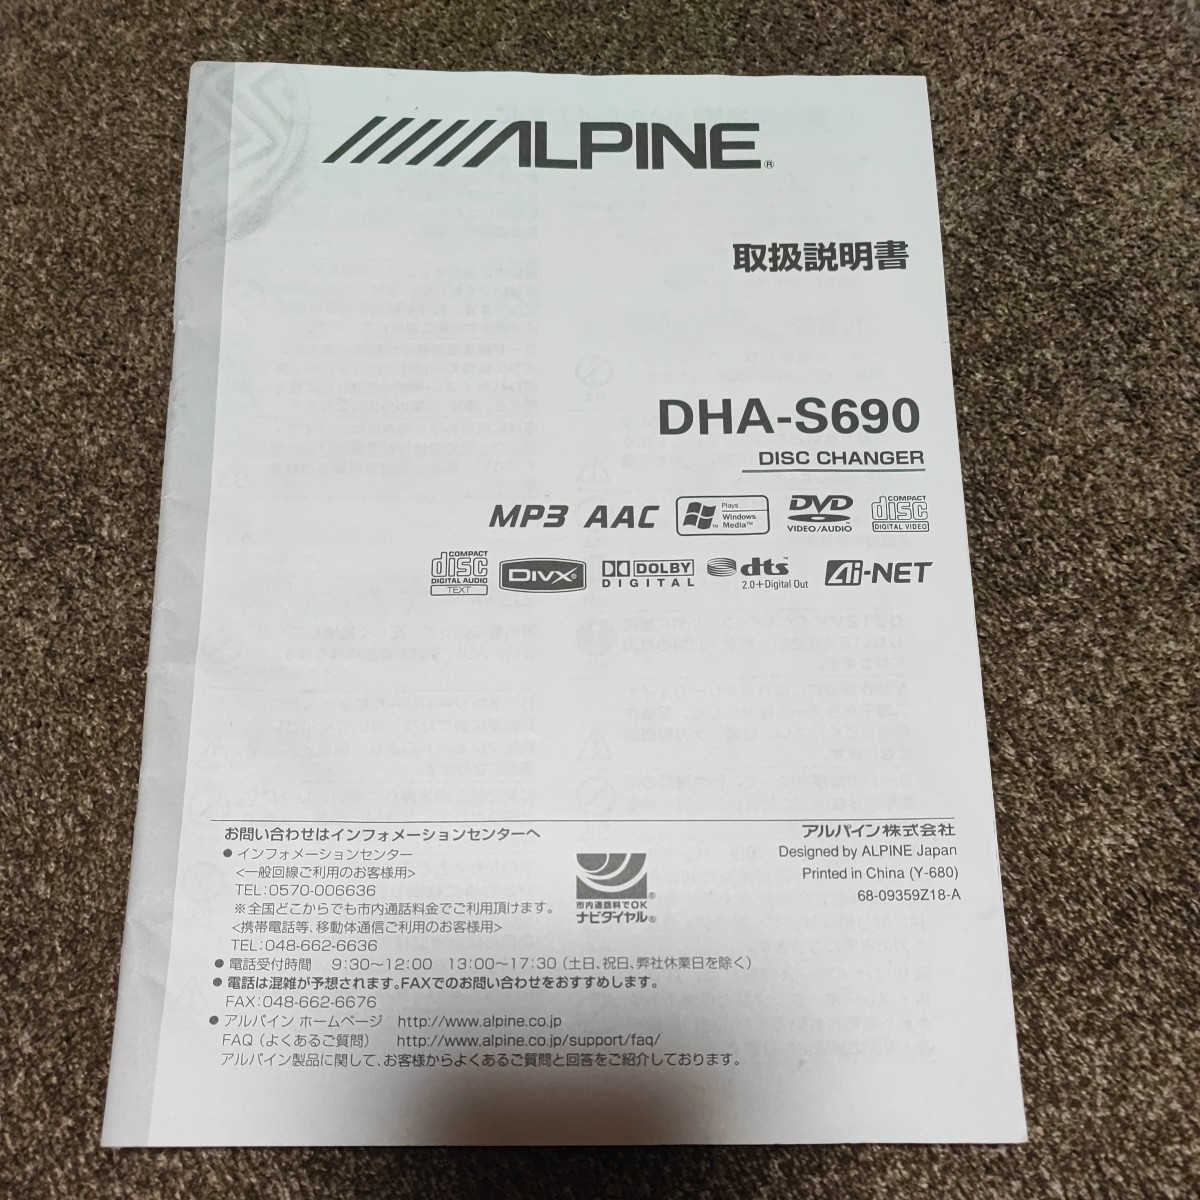 ALPINE®
取扱説明書
DHA-S690
DISC CHANGER
MP3 AAC Plays Windows Media™ DVD VIDEO/AUDIO COMPACT disc DIGITAL VIDEO
COMPACT disc DIGITAL AUDIO TEXT DIVX® DOLBY DIGITAL dts™ 2.0+Digital Out Ai-NET
お問い合わせはインフォメーションセンターへ
● インフォメーションセンター
<一般回線ご利用のお客様用>
TEL:0570-006636
※全国どこからでも市内通話料金でご利用頂けます。
<携帯電話等、移動体通信ご利用のお客様用>
TEL:048-662-6636
市内通話料でOK
ナビダイヤル®
アルパイン株式会社
Designed by ALPINE Japan
Printed in China (Y-680)
68-09359Z18-A
● 電話受付時間 9:30～12:00 13:00～17:30（土日、祝日、弊社休業日を除く）
● 電話は混雑が予想されます。FAXでのお問い合わせをおすすめします。
FAX:048-662-6676
● アルパイン ホームページ http://www.alpine.co.jp
FAQ（よくあるご質問） http://www.alpine.co.jp/support/faq/
アルパイン製品に関して、お客様からよくあるご質問と回答をご紹介しております。